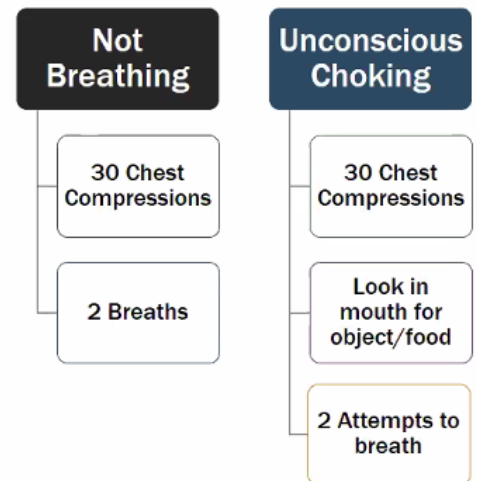 Not
Breathing
30 Chest
Compressions
2 Breaths
Unconscious
Choking
30 Chest
Compressions
Look in
mouth for
object/food
2 Attempts to
breath